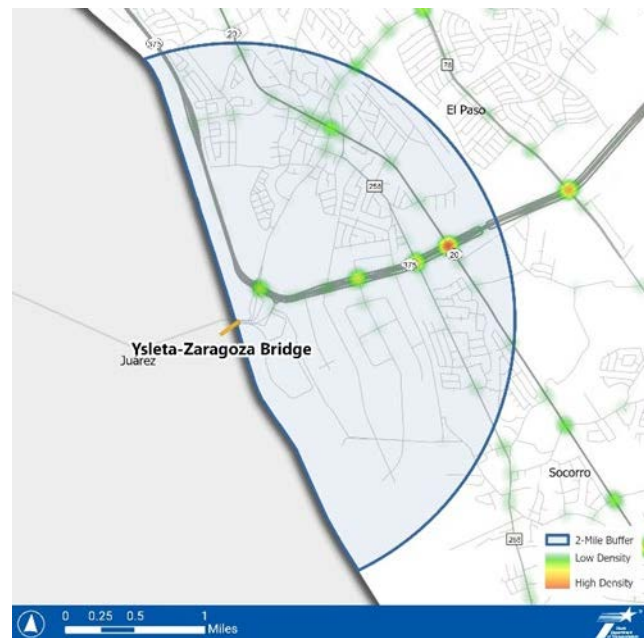 375
20
78
El Paso
258
375
20
Ysleta-Zaragoza Bridge
Juarez
Socorro
258
2-Mile Buffer
Low Density
High Density
0 0.25 0.5 1
Miles